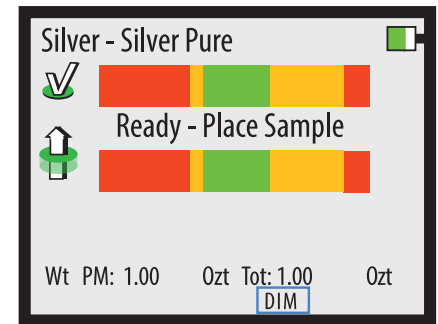 Silver - Silver Pure
Ready - Place Sample
Wt PM: 1.00 Ozt Tot: 1.00 Ozt
DIM